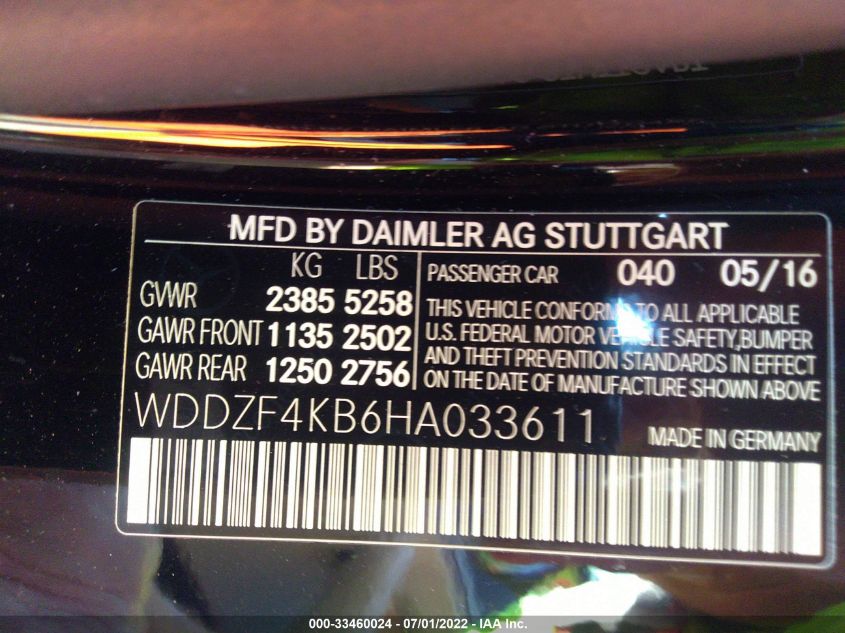 MFD BY DAIMLER AG STUTTGART
KG LBS
GVWR 2385 5258
GAWR FRONT 1135 2502
GAWR REAR 1250 2756
PASSENGER CAR 040 05/16
THIS VEHICLE CONFORMS TO ALL APPLICABLE
U.S. FEDERAL MOTOR VEHICLE SAFETY,BUMPER
AND THEFT PREVENTION STANDARDS IN EFFECT
ON THE DATE OF MANUFACTURE SHOWN ABOVE
WDDZF4KB6HA033611
MADE IN GERMANY
000-33460024 / 07/01/2022 - IAA Inc.